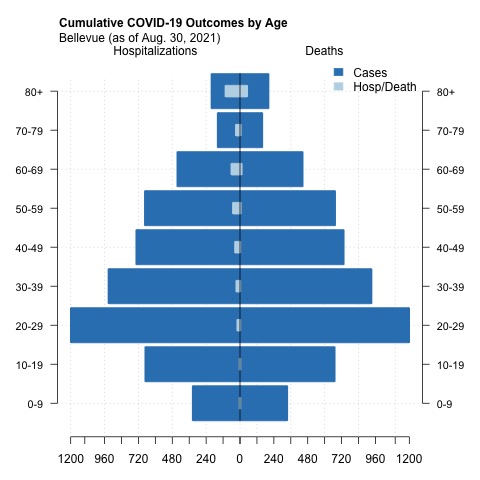 Cumulative COVID-19 Outcomes by Age
Bellevue (as of Aug. 30, 2021)
Hospitalizations Deaths
Cases
Hosp/Death
80+ 80+
70-79 70-79
60-69 60-69
50-59 50-59
40-49 40-49
30-39 30-39
20-29 20-29
10-19 10-19
0-9 0-9
1200 960 720 480 240 0 240 480 720 960 1200